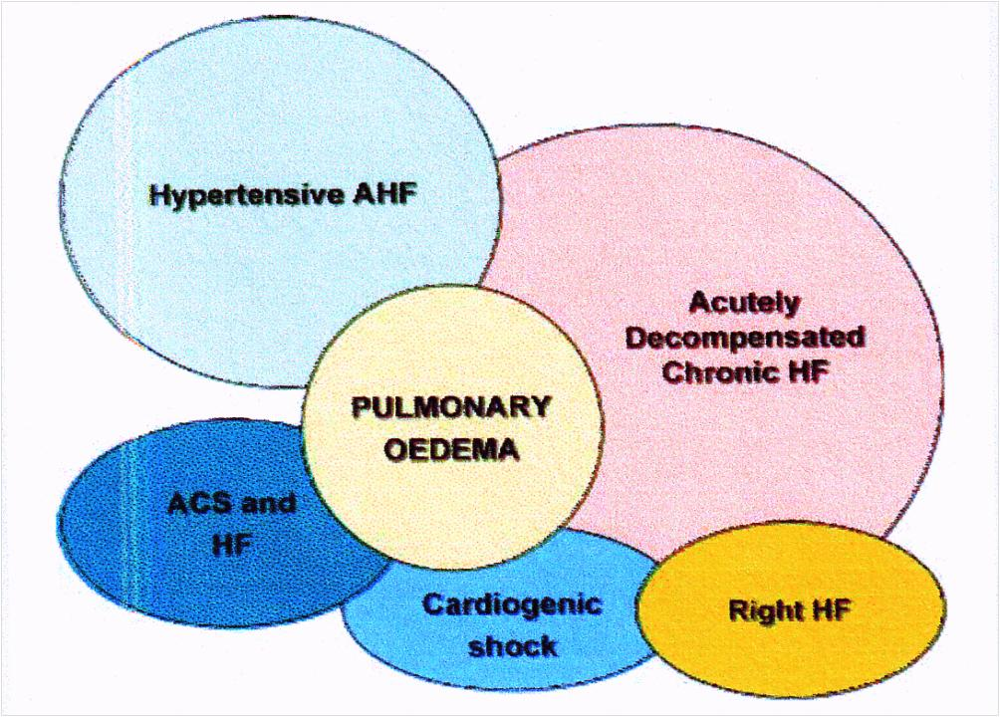 Hypertensive AHF
Acutely
Decompensated
Chronic HF
PULMONARY
OEDEMA
ACS and
HF
Cardiogenic
shock
Right HF